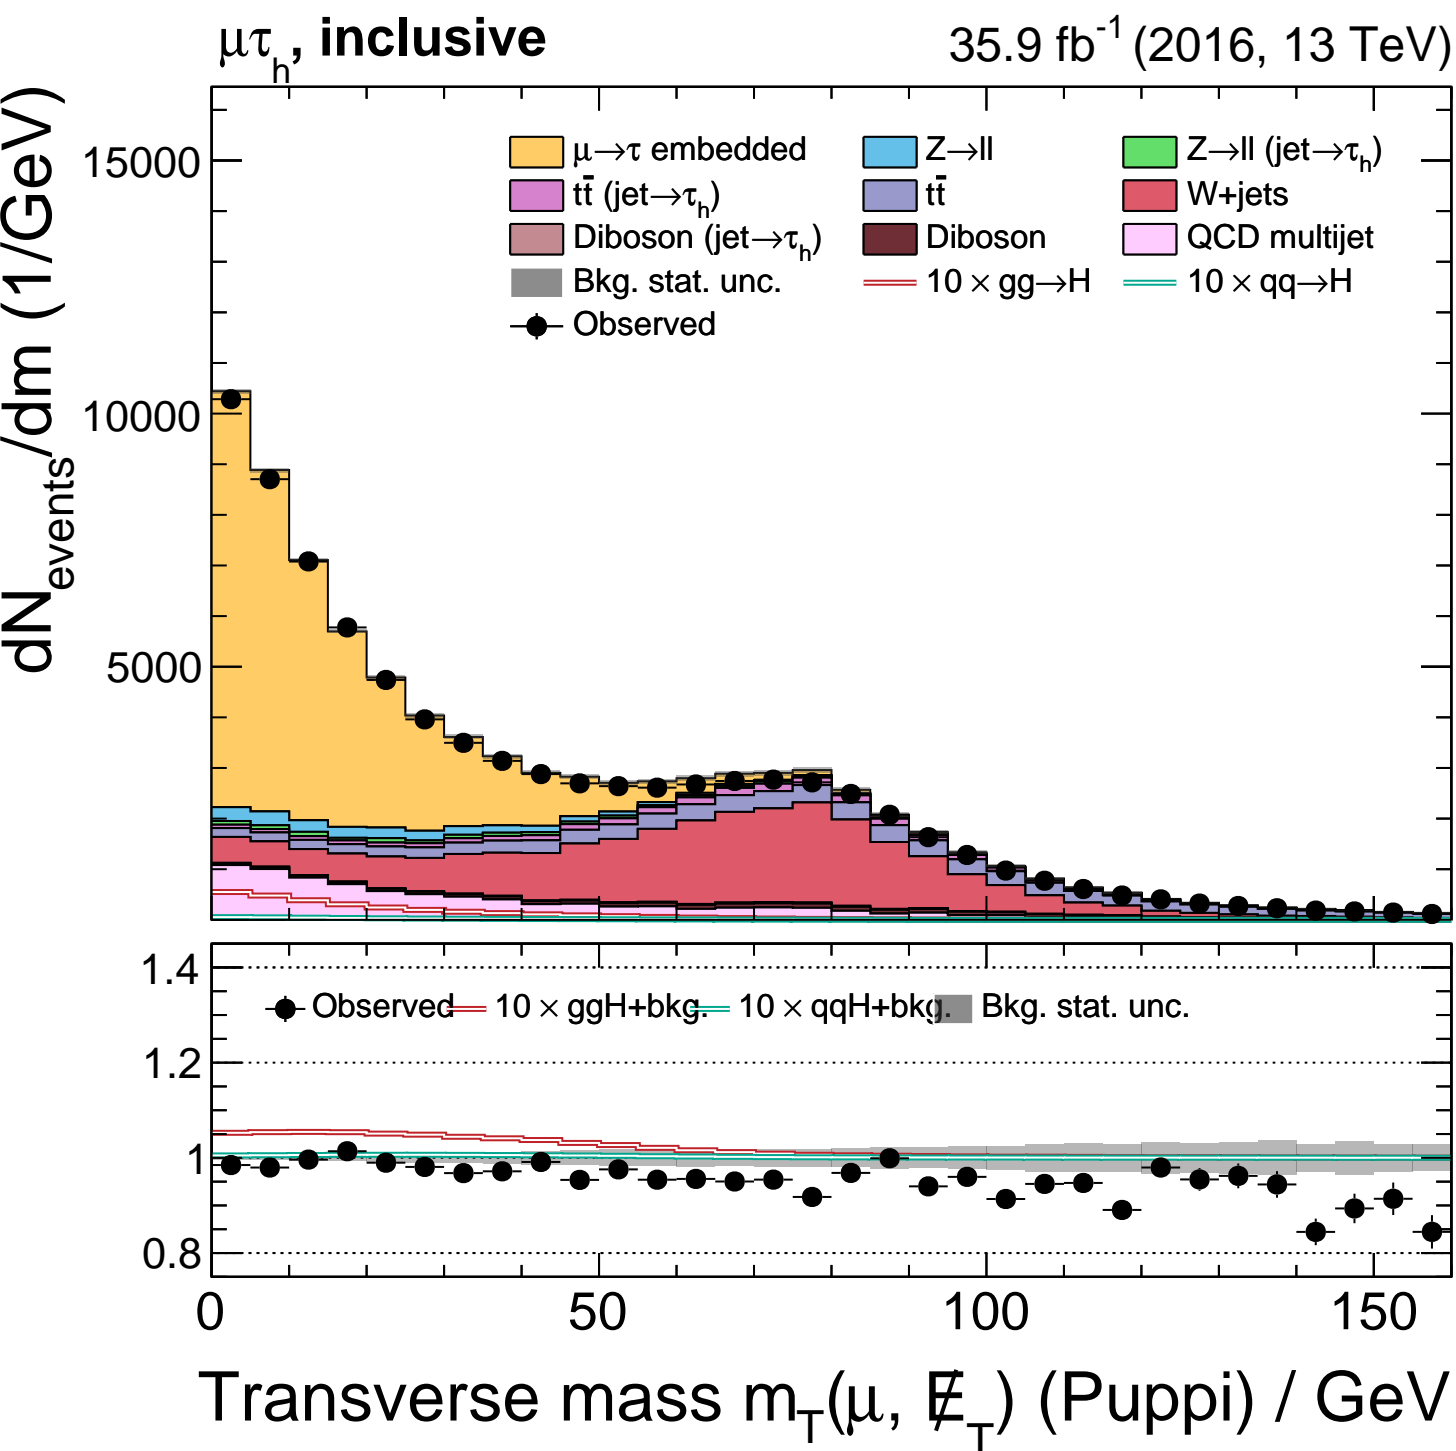 μτh, inclusive 35.9 fb-1 (2016, 13 TeV)
dNevents/dm (1/GeV)
15000
10000
5000
μ→τ embedded Z→ll Z→ll (jet→τh)
tt̄ (jet→τh) tt̄ W+jets
Diboson (jet→τh) Diboson QCD multijet
Bkg. stat. unc. 10 × gg→H 10 × qq→H
Observed
1.4
Observed 10 × ggH+bkg. 10 × qqH+bkg. Bkg. stat. unc.
1.2
1
0.8
0 50 100 150
Transverse mass mT(μ, E̸T) (Puppi) / GeV